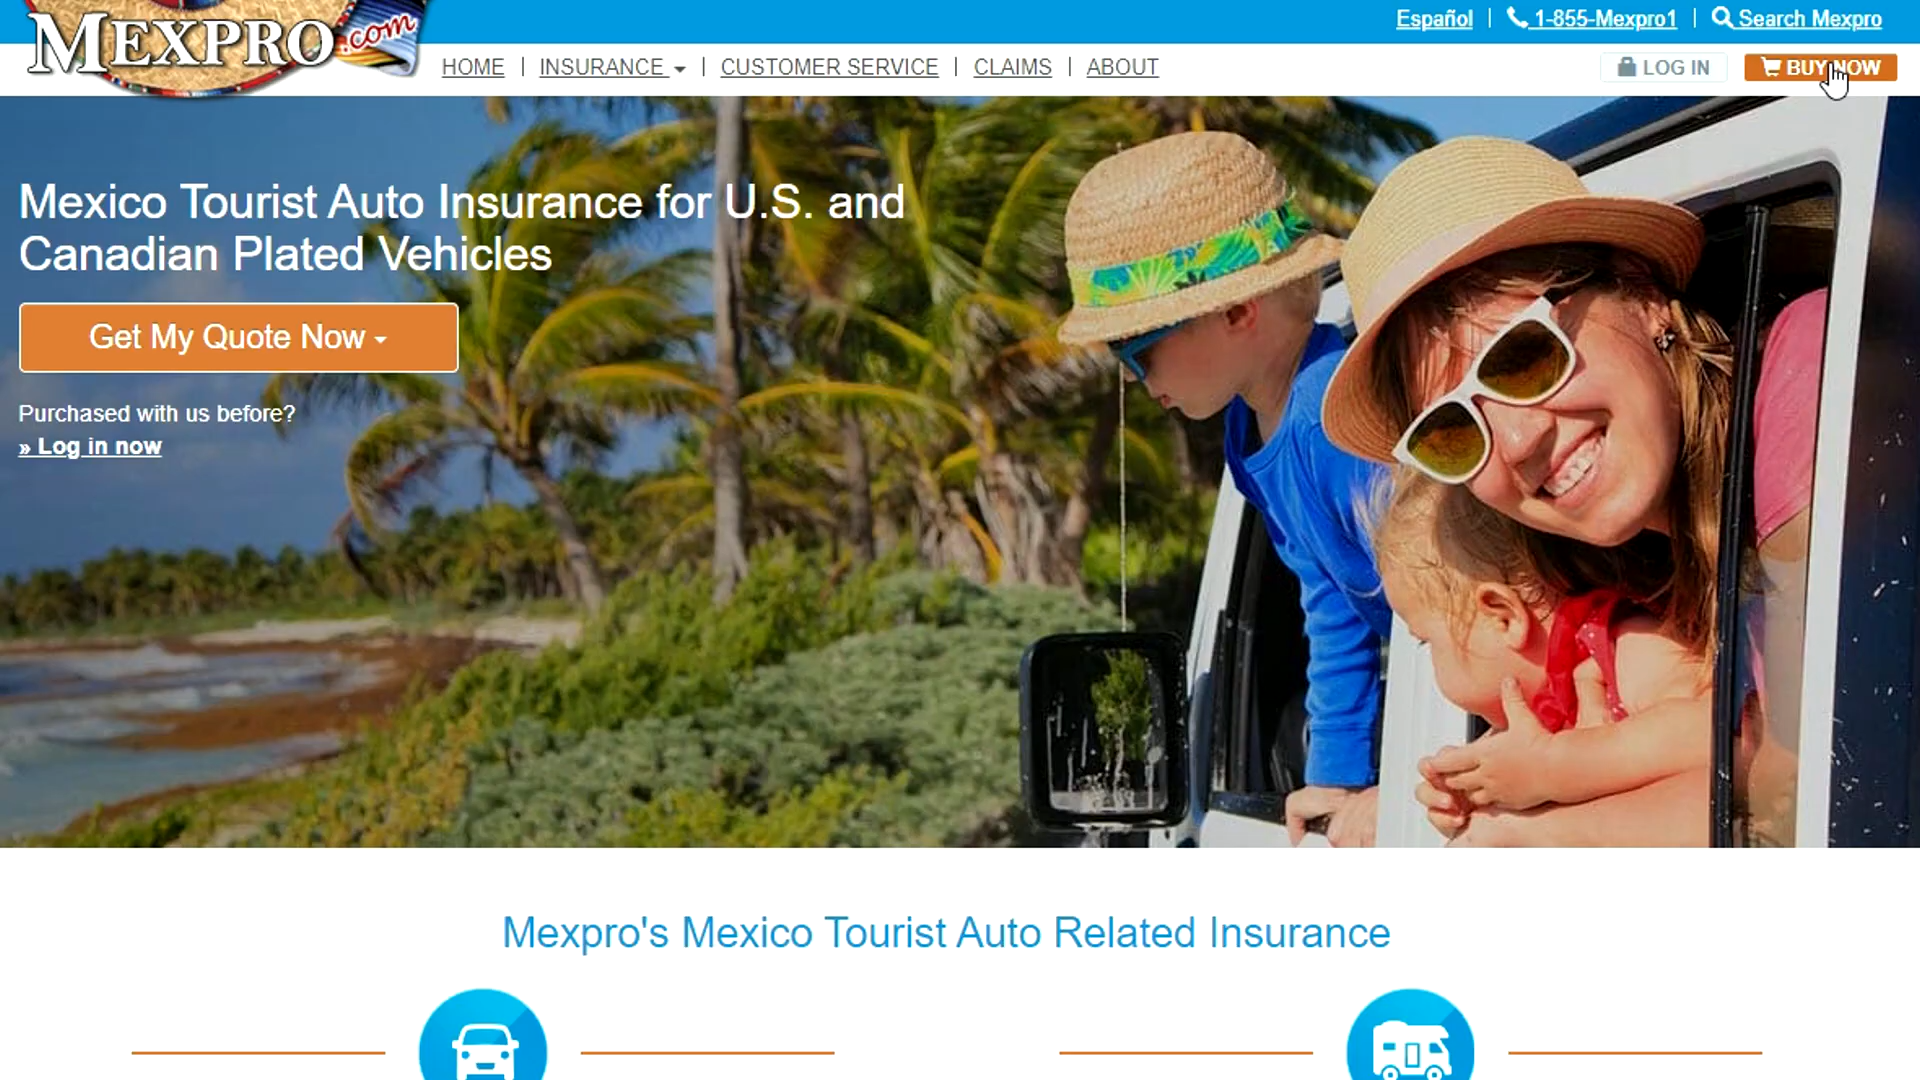 MEXPRO.com
Español | 1-855-Mexpro1 | Search Mexpro
HOME | INSURANCE | CUSTOMER SERVICE | CLAIMS | ABOUT
LOG IN
BUY NOW
Mexico Tourist Auto Insurance for U.S. and
Canadian Plated Vehicles
Get My Quote Now
Purchased with us before?
» Log in now
Mexpro's Mexico Tourist Auto Related Insurance